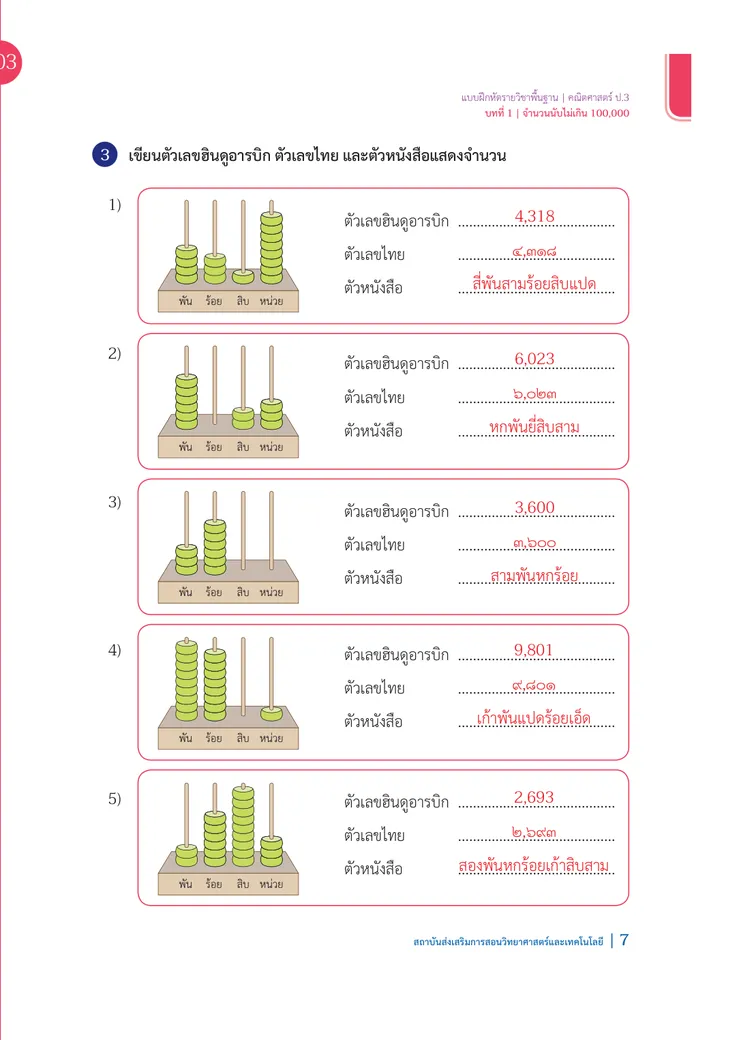 03
แบบฝึกหัดรายวิชาพื้นฐาน | คณิตศาสตร์ ป.3
บทที่ 1 | จำนวนนับไม่เกิน 100,000
3 เขียนตัวเลขฮินดูอารบิก ตัวเลขไทย และตัวหนังสือแสดงจำนวน
1)
ตัวเลขฮินดูอารบิก 4,318
ตัวเลขไทย ๔,๓๑๘
ตัวหนังสือ สี่พันสามร้อยสิบแปด
พัน ร้อย สิบ หน่วย
2)
ตัวเลขฮินดูอารบิก 6,023
ตัวเลขไทย ๖,๐๒๓
ตัวหนังสือ หกพันยี่สิบสาม
พัน ร้อย สิบ หน่วย
3)
ตัวเลขฮินดูอารบิก 3,600
ตัวเลขไทย ๓,๖๐๐
ตัวหนังสือ สามพันหกร้อย
พัน ร้อย สิบ หน่วย
4)
ตัวเลขฮินดูอารบิก 9,801
ตัวเลขไทย ๙,๘๐๑
ตัวหนังสือ เก้าพันแปดร้อยเอ็ด
พัน ร้อย สิบ หน่วย
5)
ตัวเลขฮินดูอารบิก 2,693
ตัวเลขไทย ๒,๖๙๓
ตัวหนังสือ สองพันหกร้อยเก้าสิบสาม
พัน ร้อย สิบ หน่วย
สถาบันส่งเสริมการสอนวิทยาศาสตร์และเทคโนโลยี | 7